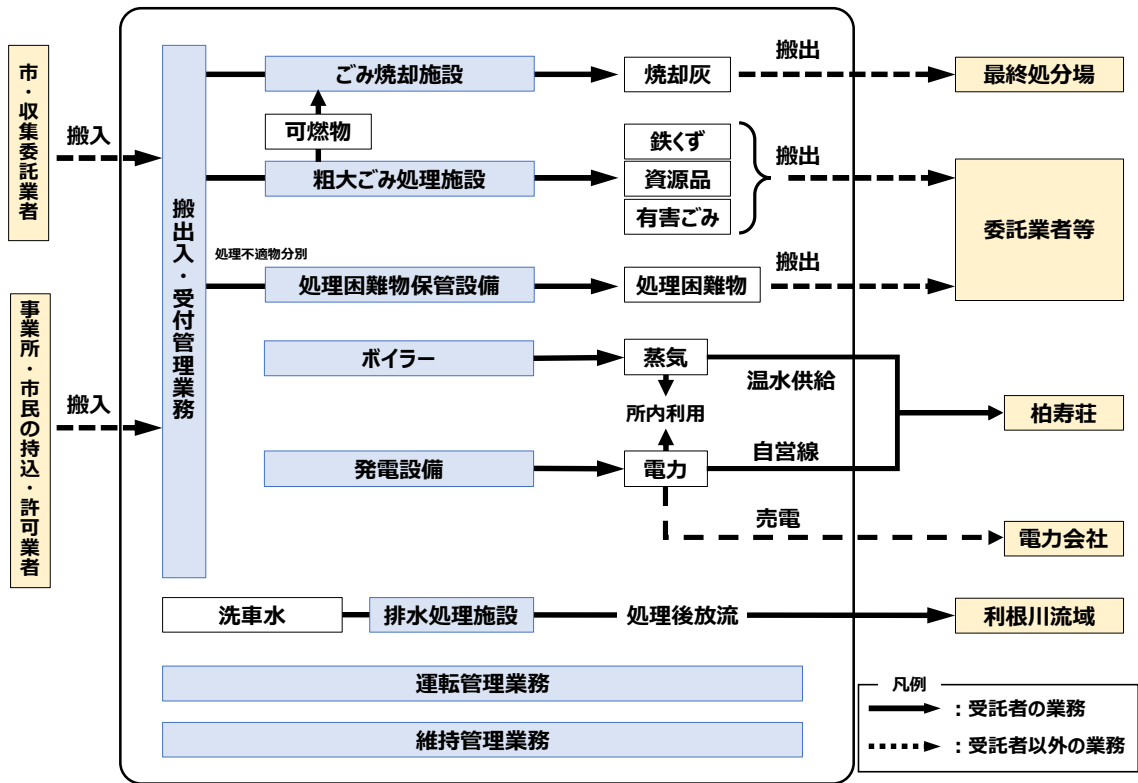 市・収集委託業者
搬入
事業所・市民の持込・許可業者
搬入
搬出入・受付管理業務
ごみ焼却施設
焼却灰
搬出
最終処分場
可燃物
粗大ごみ処理施設
鉄くず
資源品
有害ごみ
搬出
委託業者等
処理不適物分別
処理困難物保管設備
処理困難物
搬出
ボイラー
蒸気
温水供給
所内利用
柏寿荘
発電設備
電力
自営線
売電
電力会社
洗車水
排水処理施設
処理後放流
利根川流域
運転管理業務
維持管理業務
凡例
：受託者の業務
：受託者以外の業務